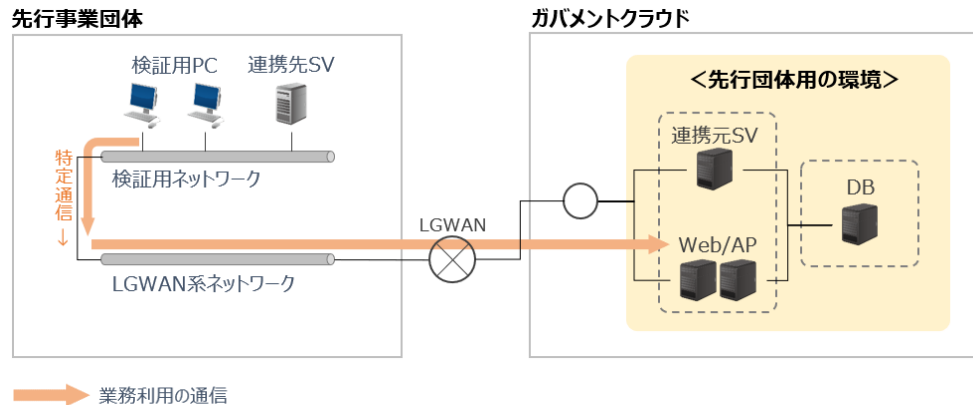 先行事業団体
ガバメントクラウド
検証用PC
連携先SV
＜先行団体用の環境＞
連携元SV
特定通信→
検証用ネットワーク
DB
LGWAN
Web/AP
LGWAN系ネットワーク
業務利用の通信